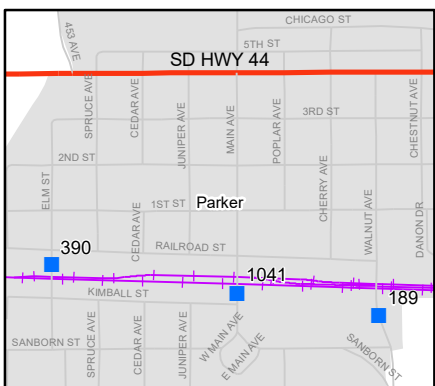 CHICAGO ST
453 AVE
5TH ST
SD HWY 44
SPRUCE AVE
CEDAR AVE
JUNIPER AVE
MAIN AVE
POPLAR AVE
3RD ST
CHESTNUT AVE
2ND ST
ELM ST
1ST ST
Parker
CHERRY AVE
WALNUT AVE
DANON DR
CEDAR AVE
RAILROAD ST
390
1041
189
KIMBALL ST
SANBORN ST
SPRUCE AVE
CEDAR AVE
JUNIPER AVE
W MAIN AVE
E MAIN AVE
SANBORN ST